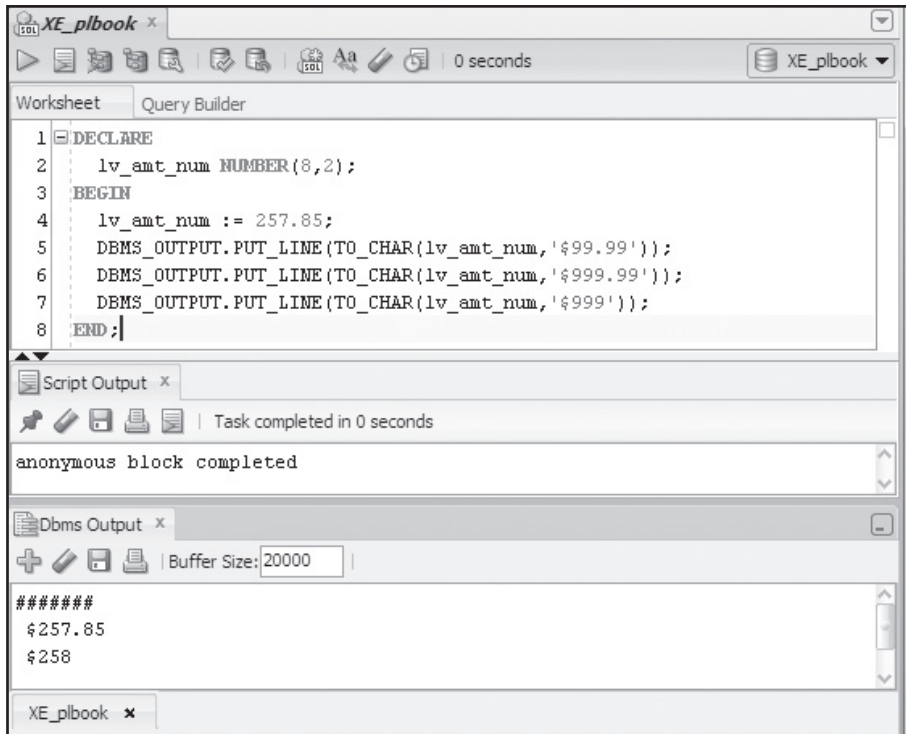 XE_plbook
0 seconds
XE_plbook
Worksheet Query Builder
1 DECLARE
2 lv_amt_num NUMBER(8,2);
3 BEGIN
4 lv_amt_num := 257.85;
5 DBMS_OUTPUT.PUT_LINE(TO_CHAR(lv_amt_num,'$99.99'));
6 DBMS_OUTPUT.PUT_LINE(TO_CHAR(lv_amt_num,'$999.99'));
7 DBMS_OUTPUT.PUT_LINE(TO_CHAR(lv_amt_num,'$999'));
8 END;
Script Output
Task completed in 0 seconds
anonymous block completed
Dbms Output
Buffer Size: 20000
#######
$257.85
$258
XE_plbook